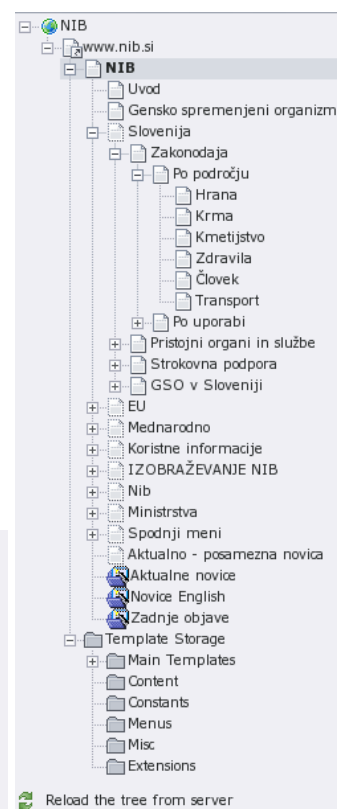 NIB
www.nib.si
NIB
Uvod
Gensko spremenjeni organizm
Slovenija
Zakonodaja
Po področju
Hrana
Krma
Kmetijstvo
Zdravila
Človek
Transport
Po uporabi
Pristojni organi in službe
Strokovna podpora
GSO v Sloveniji
EU
Mednarodno
Koristne informacije
IZOBRAŽEVANJE NIB
Nib
Ministrstva
Spodnji meni
Aktualno - posamezna novica
Aktualne novice
Novice English
Zadnje objave
Template Storage
Main Templates
Content
Constants
Menus
Misc
Extensions
Reload the tree from server